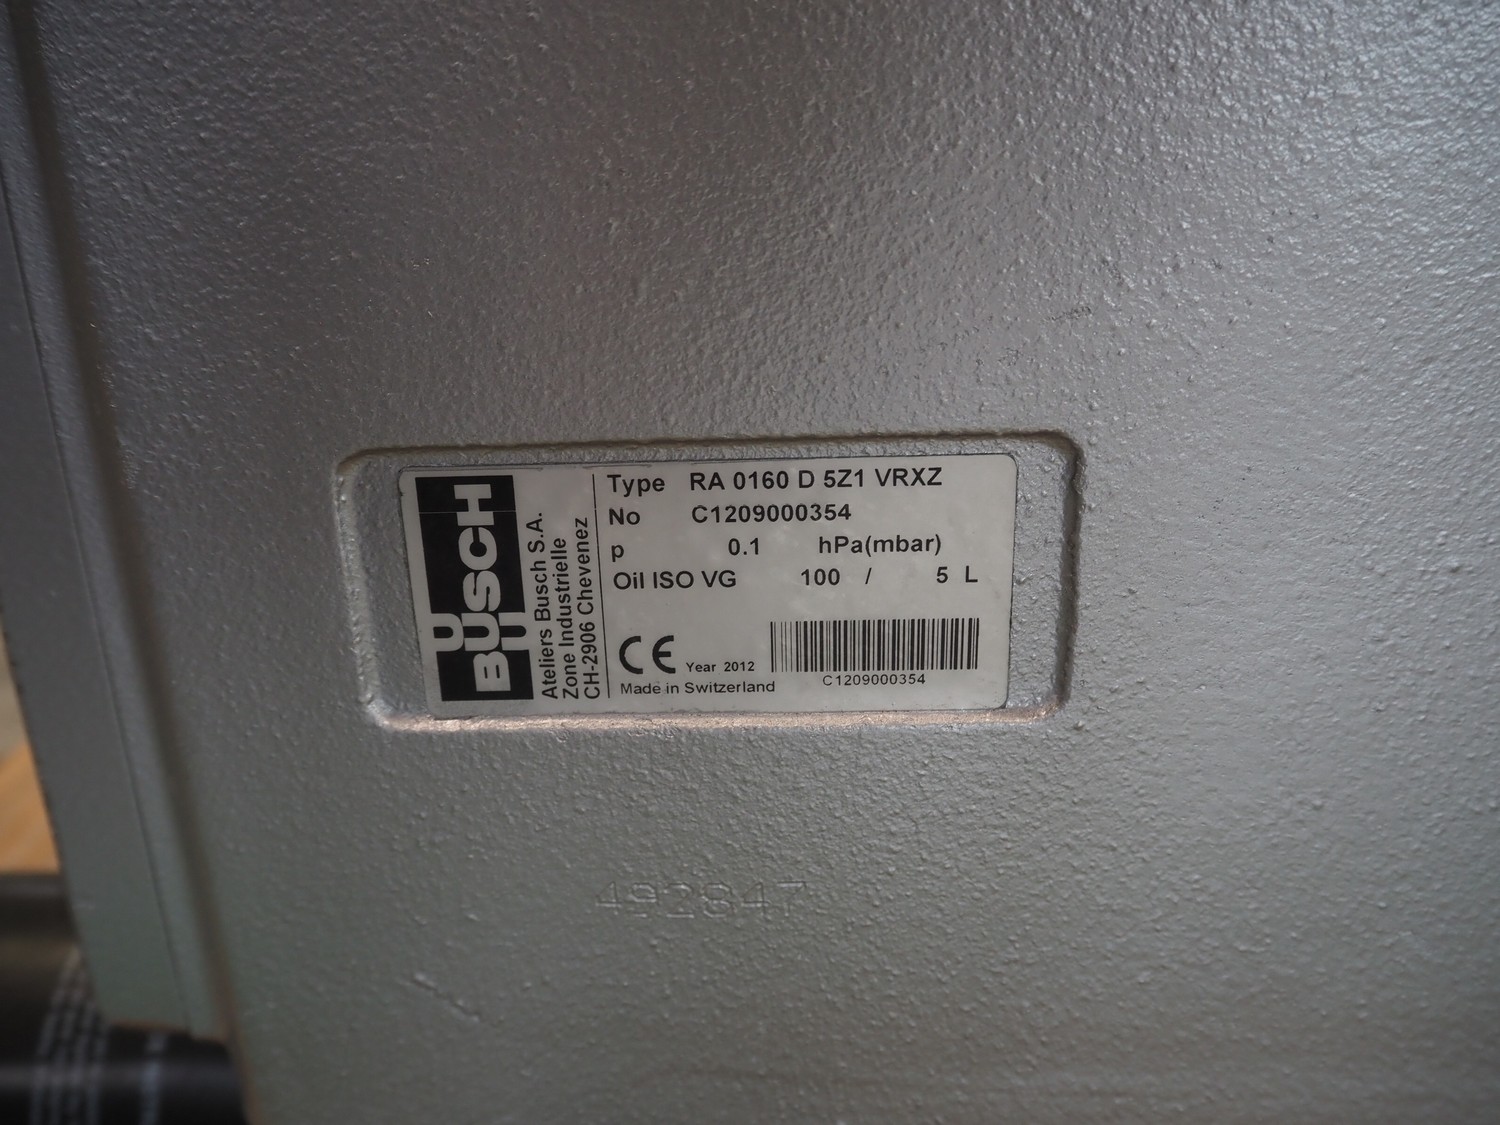 BUSCH
Ateliers Busch S.A.
Zone Industrielle
CH-2906 Chevenez
Type RA 0160 D 5Z1 VRXZ
No C1209000354
p 0.1 hPa(mbar)
Oil ISO VG 100 / 5 L
CE Year 2012
Made in Switzerland
C1209000354
492847